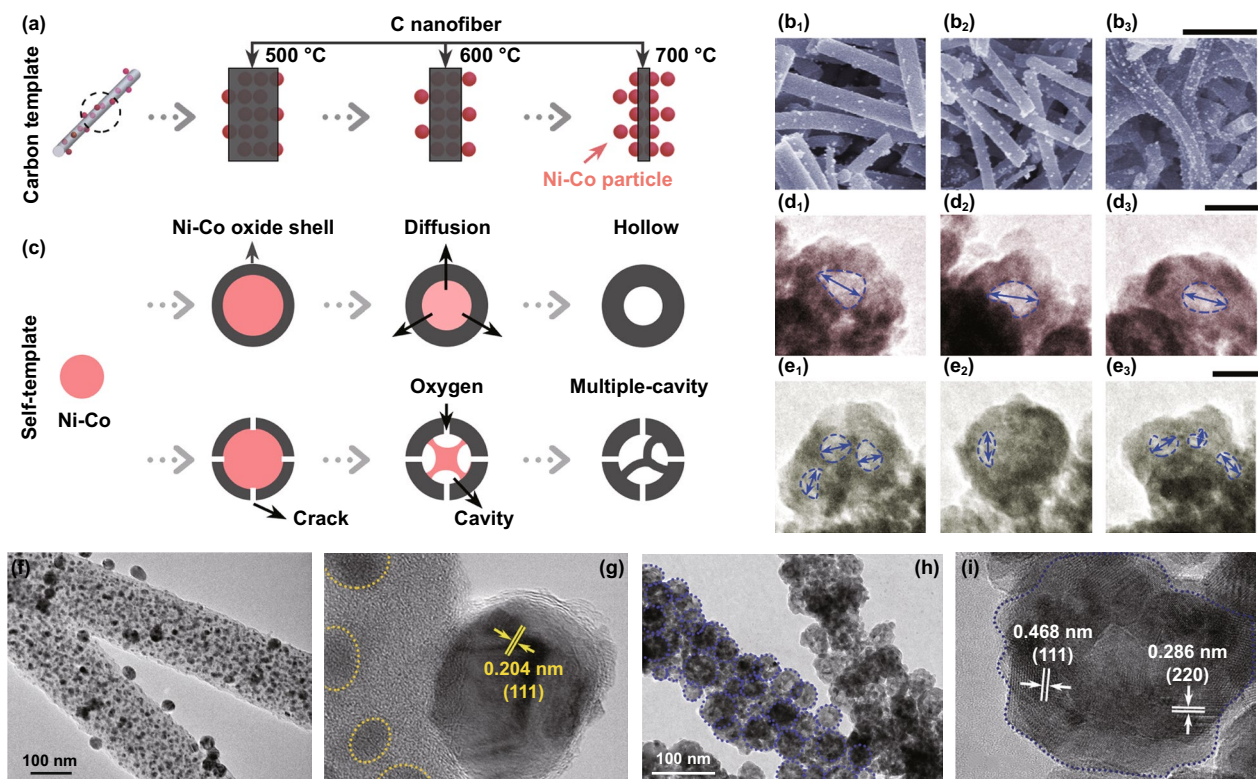 (a)
Carbon template
C nanofiber
500 °C
600 °C
700 °C
Ni-Co particle
(b1)
(b2)
(b3)
(c)
Self-template
Ni-Co oxide shell
Diffusion
Hollow
Ni-Co
Oxygen
Multiple-cavity
Crack
Cavity
(d1)
(d2)
(d3)
(e1)
(e2)
(e3)
(f)
100 nm
(g)
0.204 nm
(111)
(h)
100 nm
(i)
0.468 nm
(111)
0.286 nm
(220)